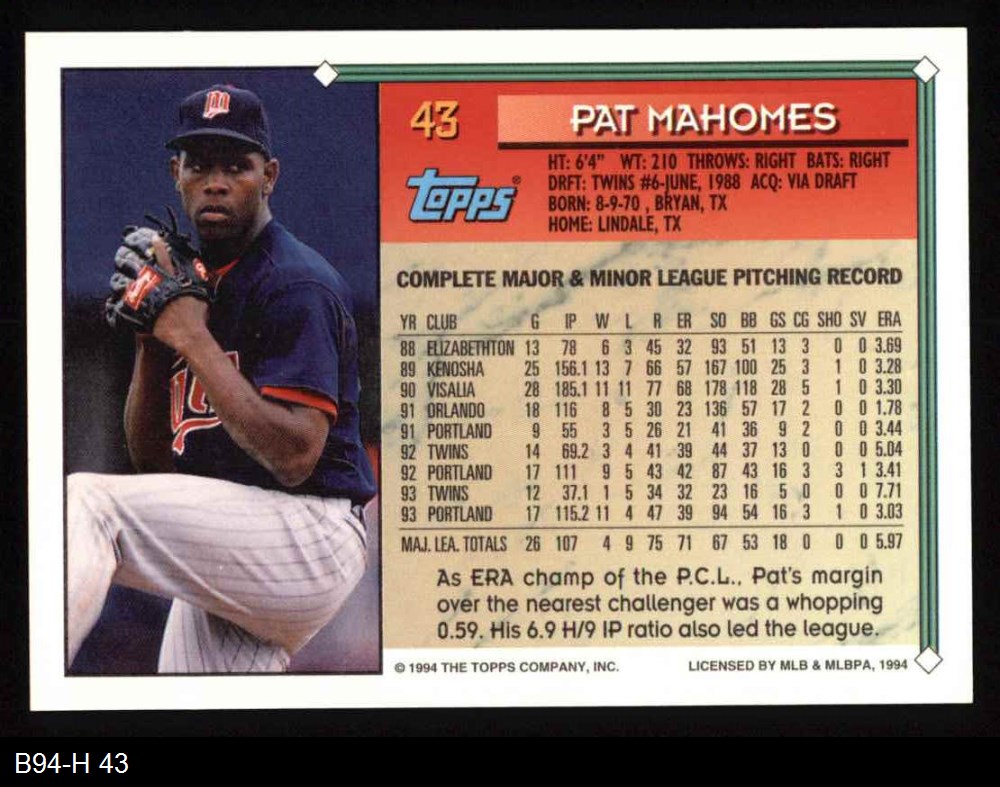 43
PAT MAHOMES
Topps®
HT: 6'4" WT: 210 THROWS: RIGHT BATS: RIGHT
DRFT: TWINS #6-JUNE, 1988 ACQ: VIA DRAFT
BORN: 8-9-70 , BRYAN, TX
HOME: LINDALE, TX
COMPLETE MAJOR & MINOR LEAGUE PITCHING RECORD
YR CLUB G IP W L R ER SO BB GS CG SHO SV ERA
88 ELIZABETHTON 13 78 6 3 45 32 93 51 13 3 0 0 3.69
89 KENOSHA 25 156.1 13 7 66 57 167 100 25 3 1 0 3.28
90 VISALIA 28 185.1 11 11 77 68 178 118 28 5 1 0 3.30
91 ORLANDO 18 116 8 5 30 23 136 57 17 2 0 0 1.78
91 PORTLAND 9 55 3 5 26 21 41 36 9 2 0 0 3.44
92 TWINS 14 69.2 3 4 41 39 44 37 13 0 0 0 5.04
92 PORTLAND 17 111 9 5 43 42 87 43 16 3 3 1 3.41
93 TWINS 12 37.1 1 5 34 32 23 16 5 0 0 0 7.71
93 PORTLAND 17 115.2 11 4 47 39 94 54 16 3 1 0 3.03
MAJ. LEA. TOTALS 26 107 4 9 75 71 67 53 18 0 0 0 5.97
As ERA champ of the P.C.L., Pat's margin
over the nearest challenger was a whopping
0.59. His 6.9 H/9 IP ratio also led the league.
© 1994 THE TOPPS COMPANY, INC.
LICENSED BY MLB & MLBPA, 1994
B94-H 43